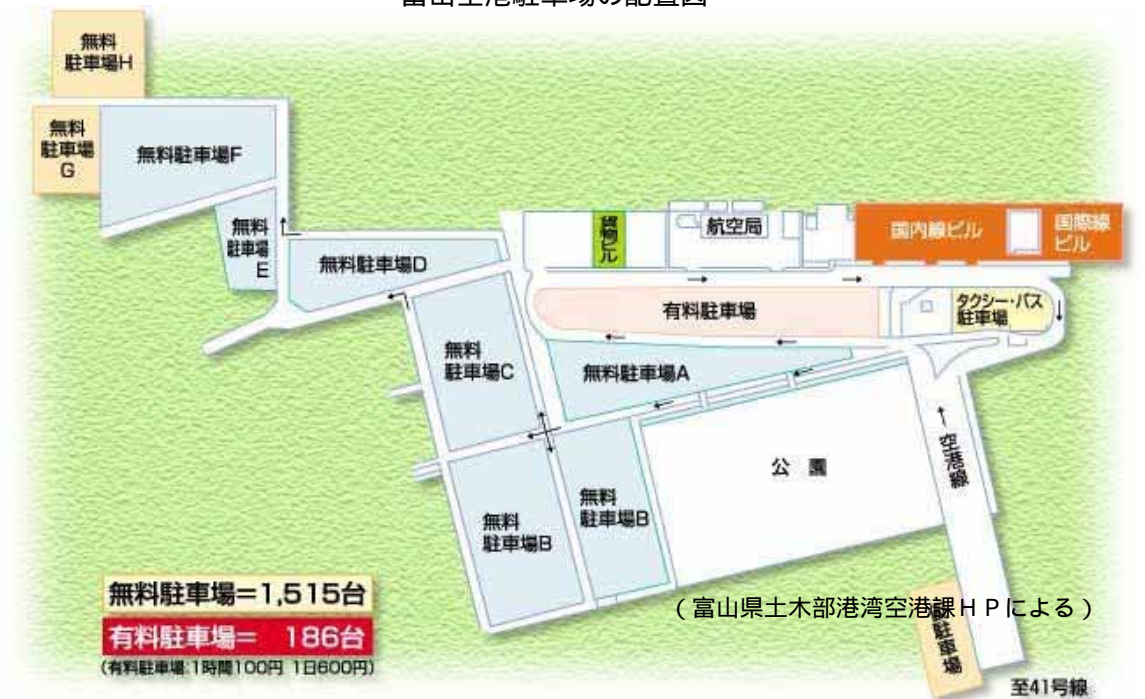 富山空港駐車場の配置図
無料
駐車場H
無料
駐車場
G
無料駐車場F
無料
駐車場
E
無料駐車場D
貨物ビル
航空局
国内線ビル
国際線
ビル
有料駐車場
タクシー・バス
駐車場
無料
駐車場C
無料駐車場A
空港線
公園
無料
駐車場B
無料
駐車場B
無料駐車場=1,515台
有料駐車場= 186台
(有料駐車場:1時間100円 1日600円)
(富山県土木部港湾空港課HPによる)
駐車場
至41号線